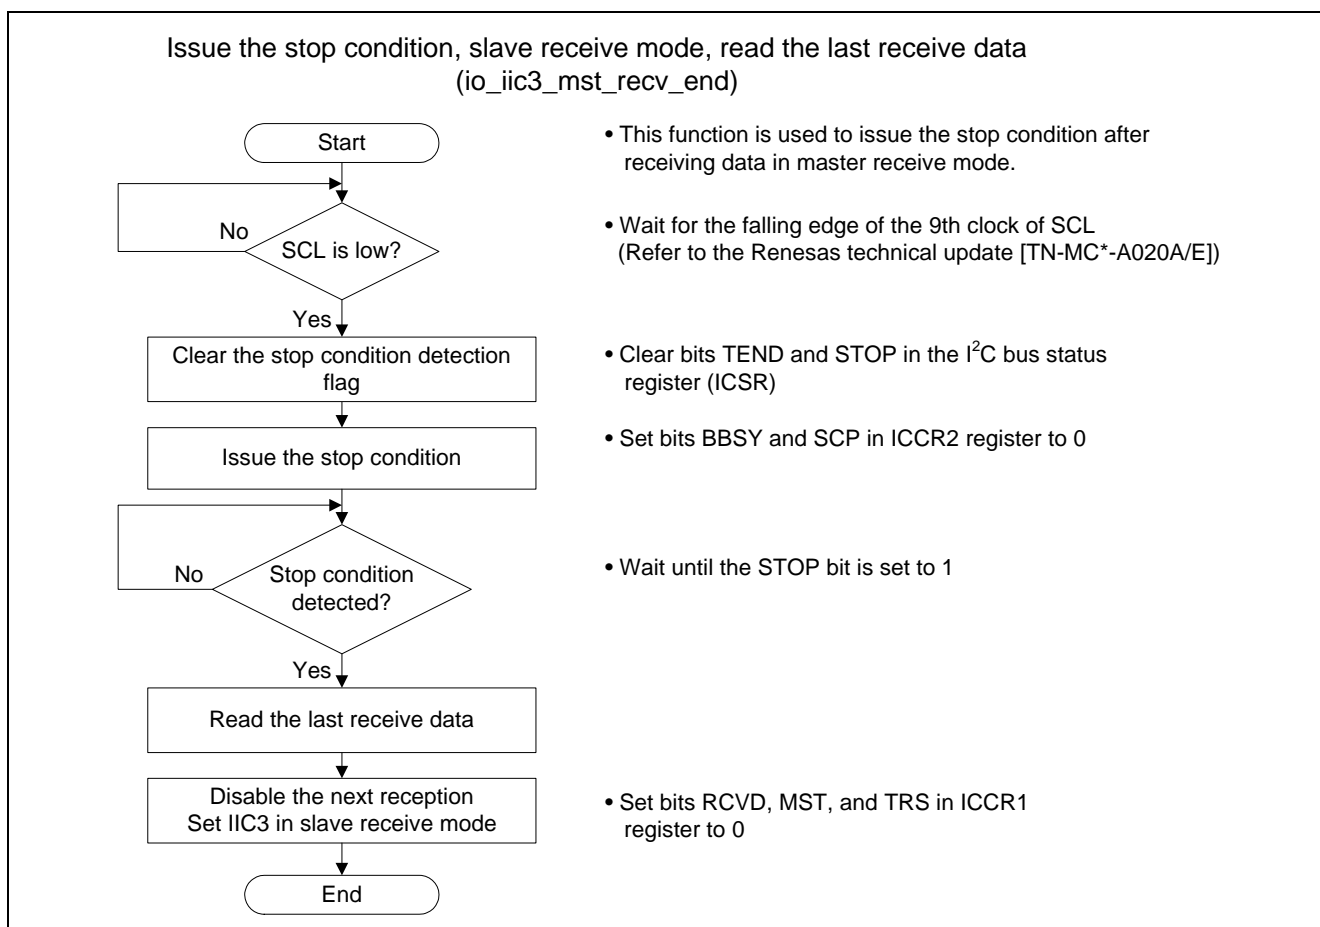 Issue the stop condition, slave receive mode, read the last receive data
(io_iic3_mst_recv_end)
Start
• This function is used to issue the stop condition after
receiving data in master receive mode.
No
SCL is low?
• Wait for the falling edge of the 9th clock of SCL
(Refer to the Renesas technical update [TN-MC*-A020A/E])
Yes
Clear the stop condition detection
flag
• Clear bits TEND and STOP in the I²C bus status
register (ICSR)
Issue the stop condition
• Set bits BBSY and SCP in ICCR2 register to 0
No
Stop condition
detected?
• Wait until the STOP bit is set to 1
Yes
Read the last receive data
Disable the next reception
Set IIC3 in slave receive mode
• Set bits RCVD, MST, and TRS in ICCR1
register to 0
End